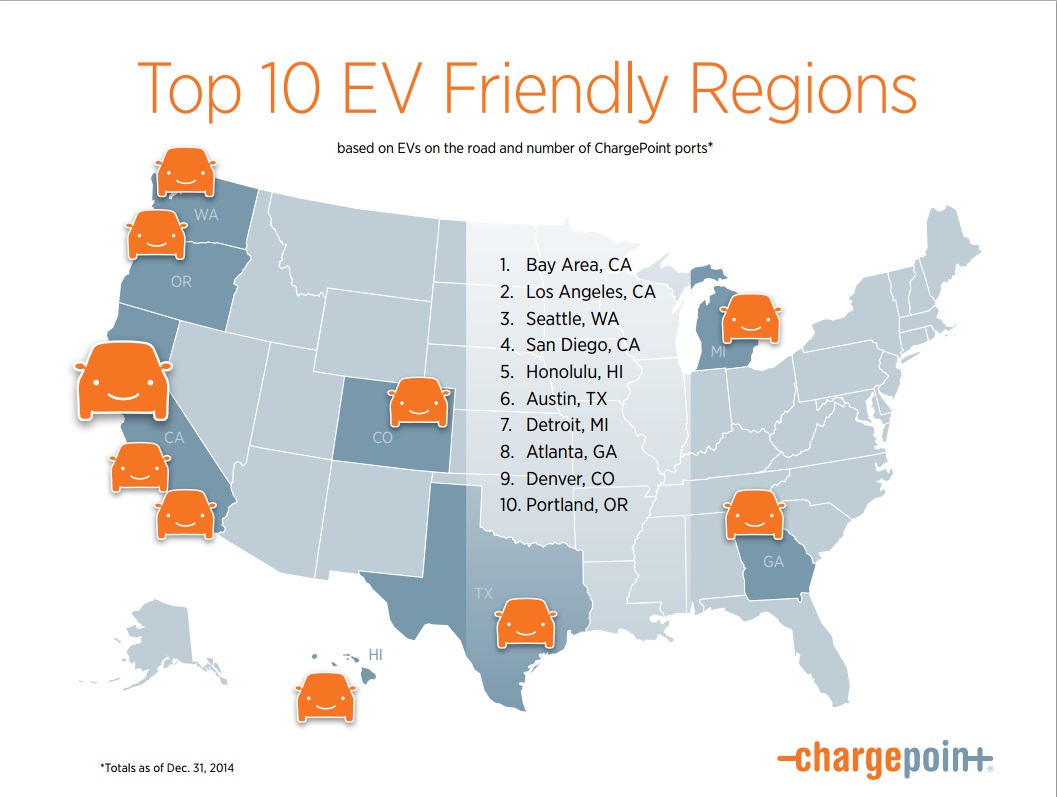 Top 10 EV Friendly Regions
based on EVs on the road and number of ChargePoint ports*
WA
OR
1. Bay Area, CA
2. Los Angeles, CA
3. Seattle, WA
4. San Diego, CA
5. Honolulu, HI
6. Austin, TX
7. Detroit, MI
8. Atlanta, GA
9. Denver, CO
10. Portland, OR
MI
CO
CA
GA
TX
HI
*Totals as of Dec. 31, 2014
-chargepoint+®